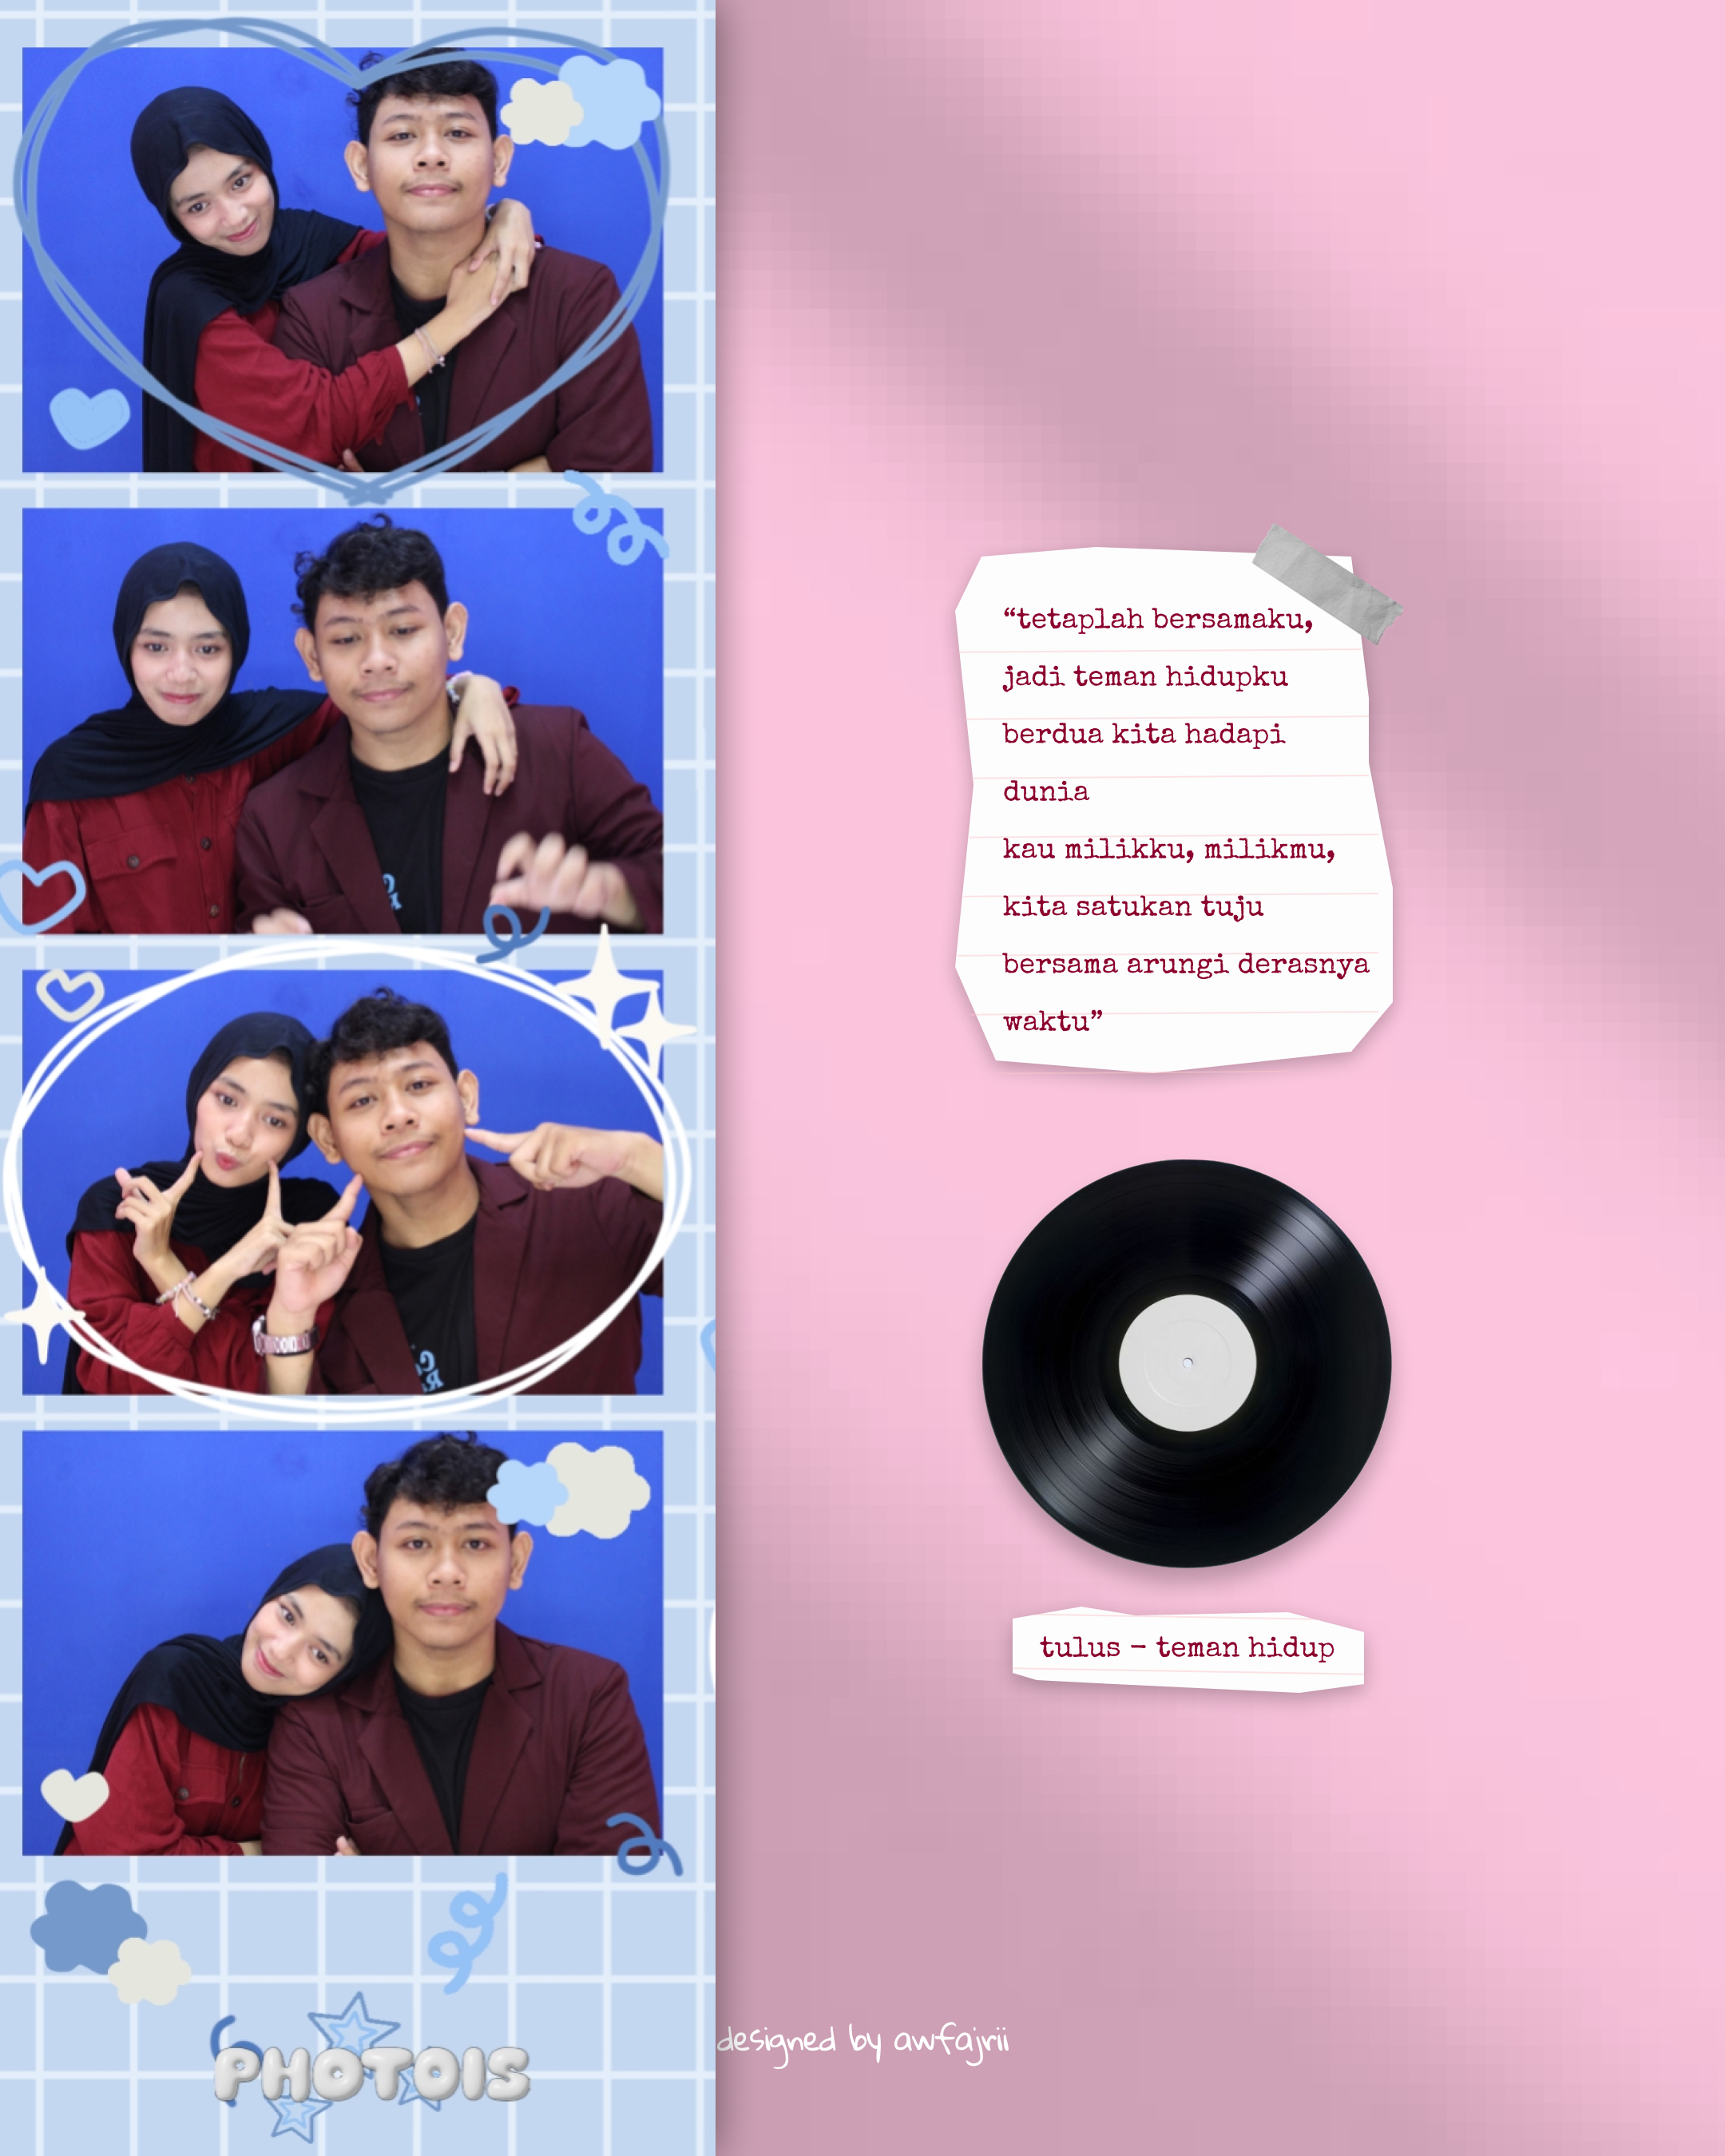 “tetaplah bersamaku,
jadi teman hidupku
berdua kita hadapi
dunia
kau milikku, milikmu,
kita satukan tuju
bersama arungi derasnya
waktu”
tulus - teman hidup
designed by awfajrii
PHOTOIS